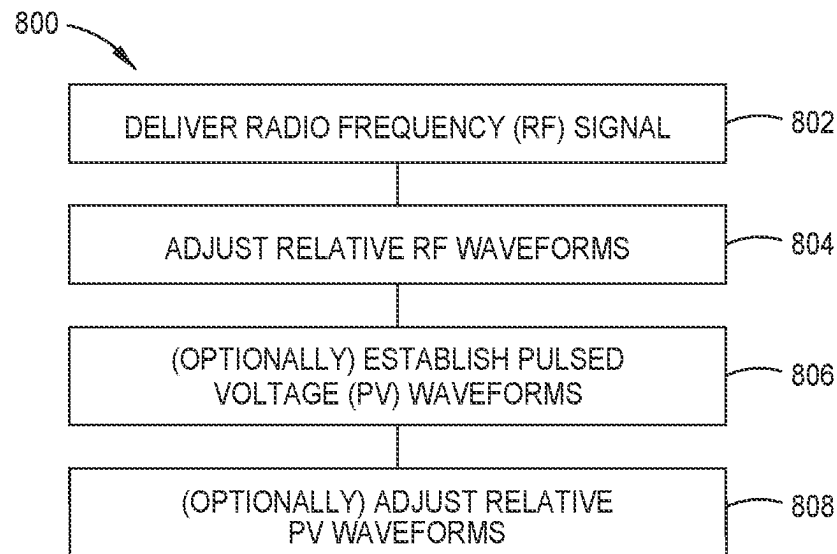 800
DELIVER RADIO FREQUENCY (RF) SIGNAL
802
ADJUST RELATIVE RF WAVEFORMS
804
(OPTIONALLY) ESTABLISH PULSED
VOLTAGE (PV) WAVEFORMS
806
(OPTIONALLY) ADJUST RELATIVE
PV WAVEFORMS
808